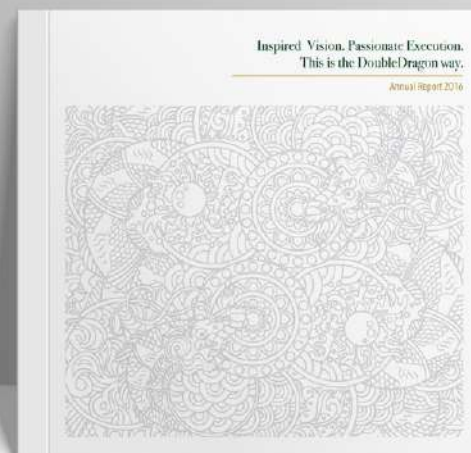 Inspired Vision. Passionate Execution.
This is the DoubleDragon way.
Annual Report 2016